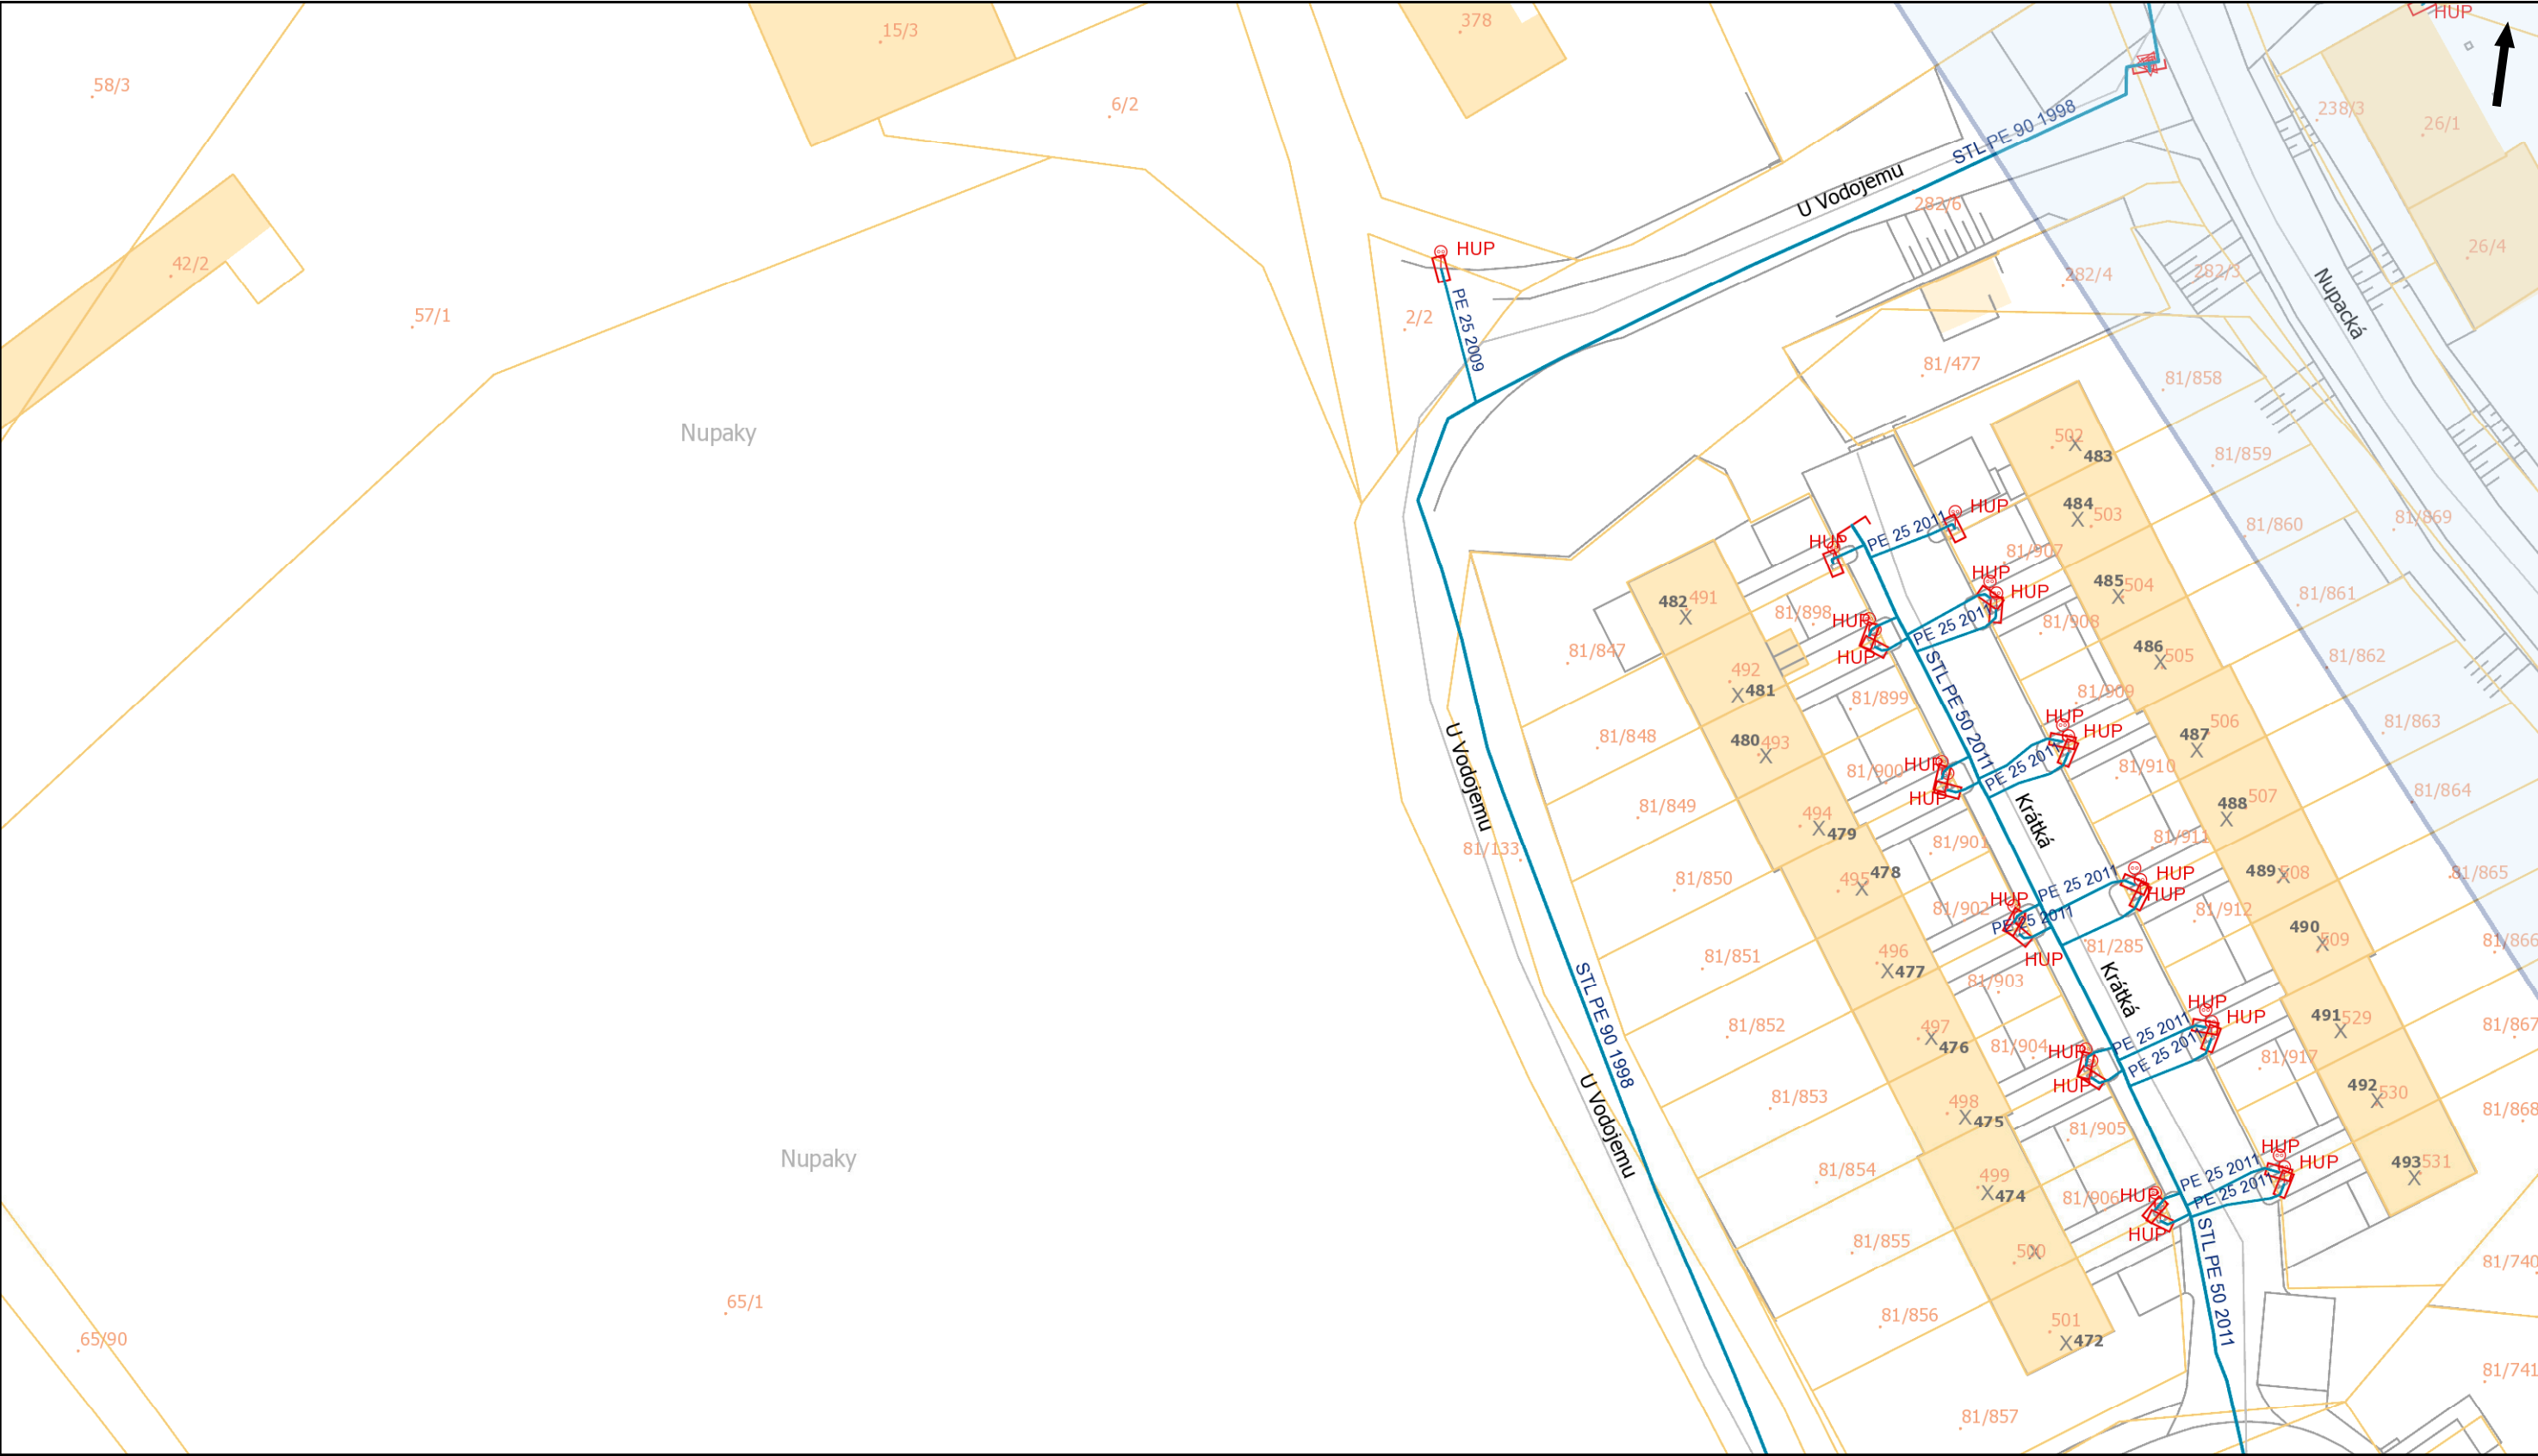 HUP
15/3
378
58/3
6/2
238/3
26/1
STL PE 90 1998
U Vodojemu
282/6
HUP
26/4
42/2
282/4
282/3
57/1
2/2
PE 25 2009
Nupacká
81/477
81/858
Nupaky
502
483
81/859
484
503
HUP
81/869
81/860
PE 25 2011
HUP
81/907
HUP
485
504
HUP
81/861
482
491
81/898
HUP
PE 25 2011
81/908
81/847
HUP
486
505
81/862
492
481
81/899
STL PE 50 2011
81/909
HUP
506
81/863
81/848
480
493
HUP
487
U Vodojemu
81/900
HUP
PE 25 2011
81/910
81/849
HUP
488
507
81/864
494
479
Krátká
81/133
81/901
81/911
81/850
495
478
PE 25 2011
HUP
489
508
81/865
HUP
HUP
81/902
PE 25 2011
81/912
490
509
81/866
81/851
496
477
HUP
81/285
81/903
Krátká
HUP
STL PE 90 1998
81/852
497
476
81/904
HUP
PE 25 2011
HUP
491
529
81/867
PE 25 2011
81/917
HUP
81/853
498
475
492
530
81/868
U Vodojemu
81/905
Nupaky
HUP
81/854
499
474
81/906
HUP
PE 25 2011
HUP
493
531
PE 25 2011
HUP
81/855
500
STL PE 50 2011
81/740
65/1
81/856
501
472
65/90
81/741
81/857